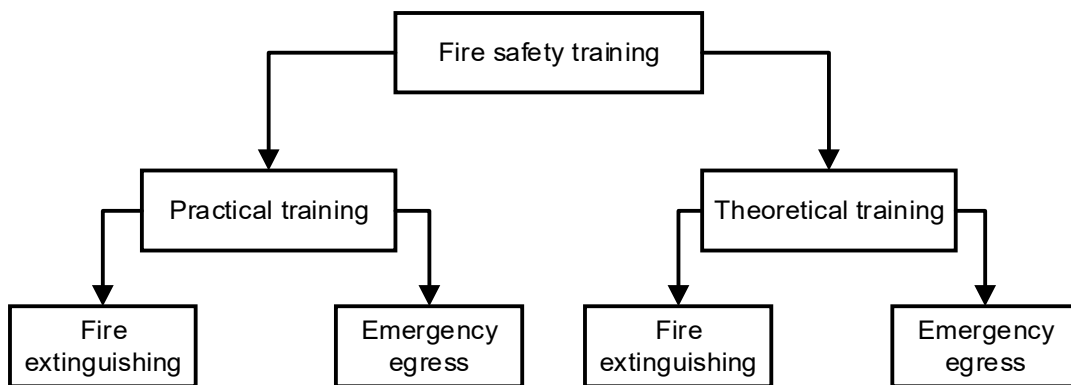 Fire safety training
Practical training
Theoretical training
Fire
extinguishing
Emergency
egress
Fire
extinguishing
Emergency
egress